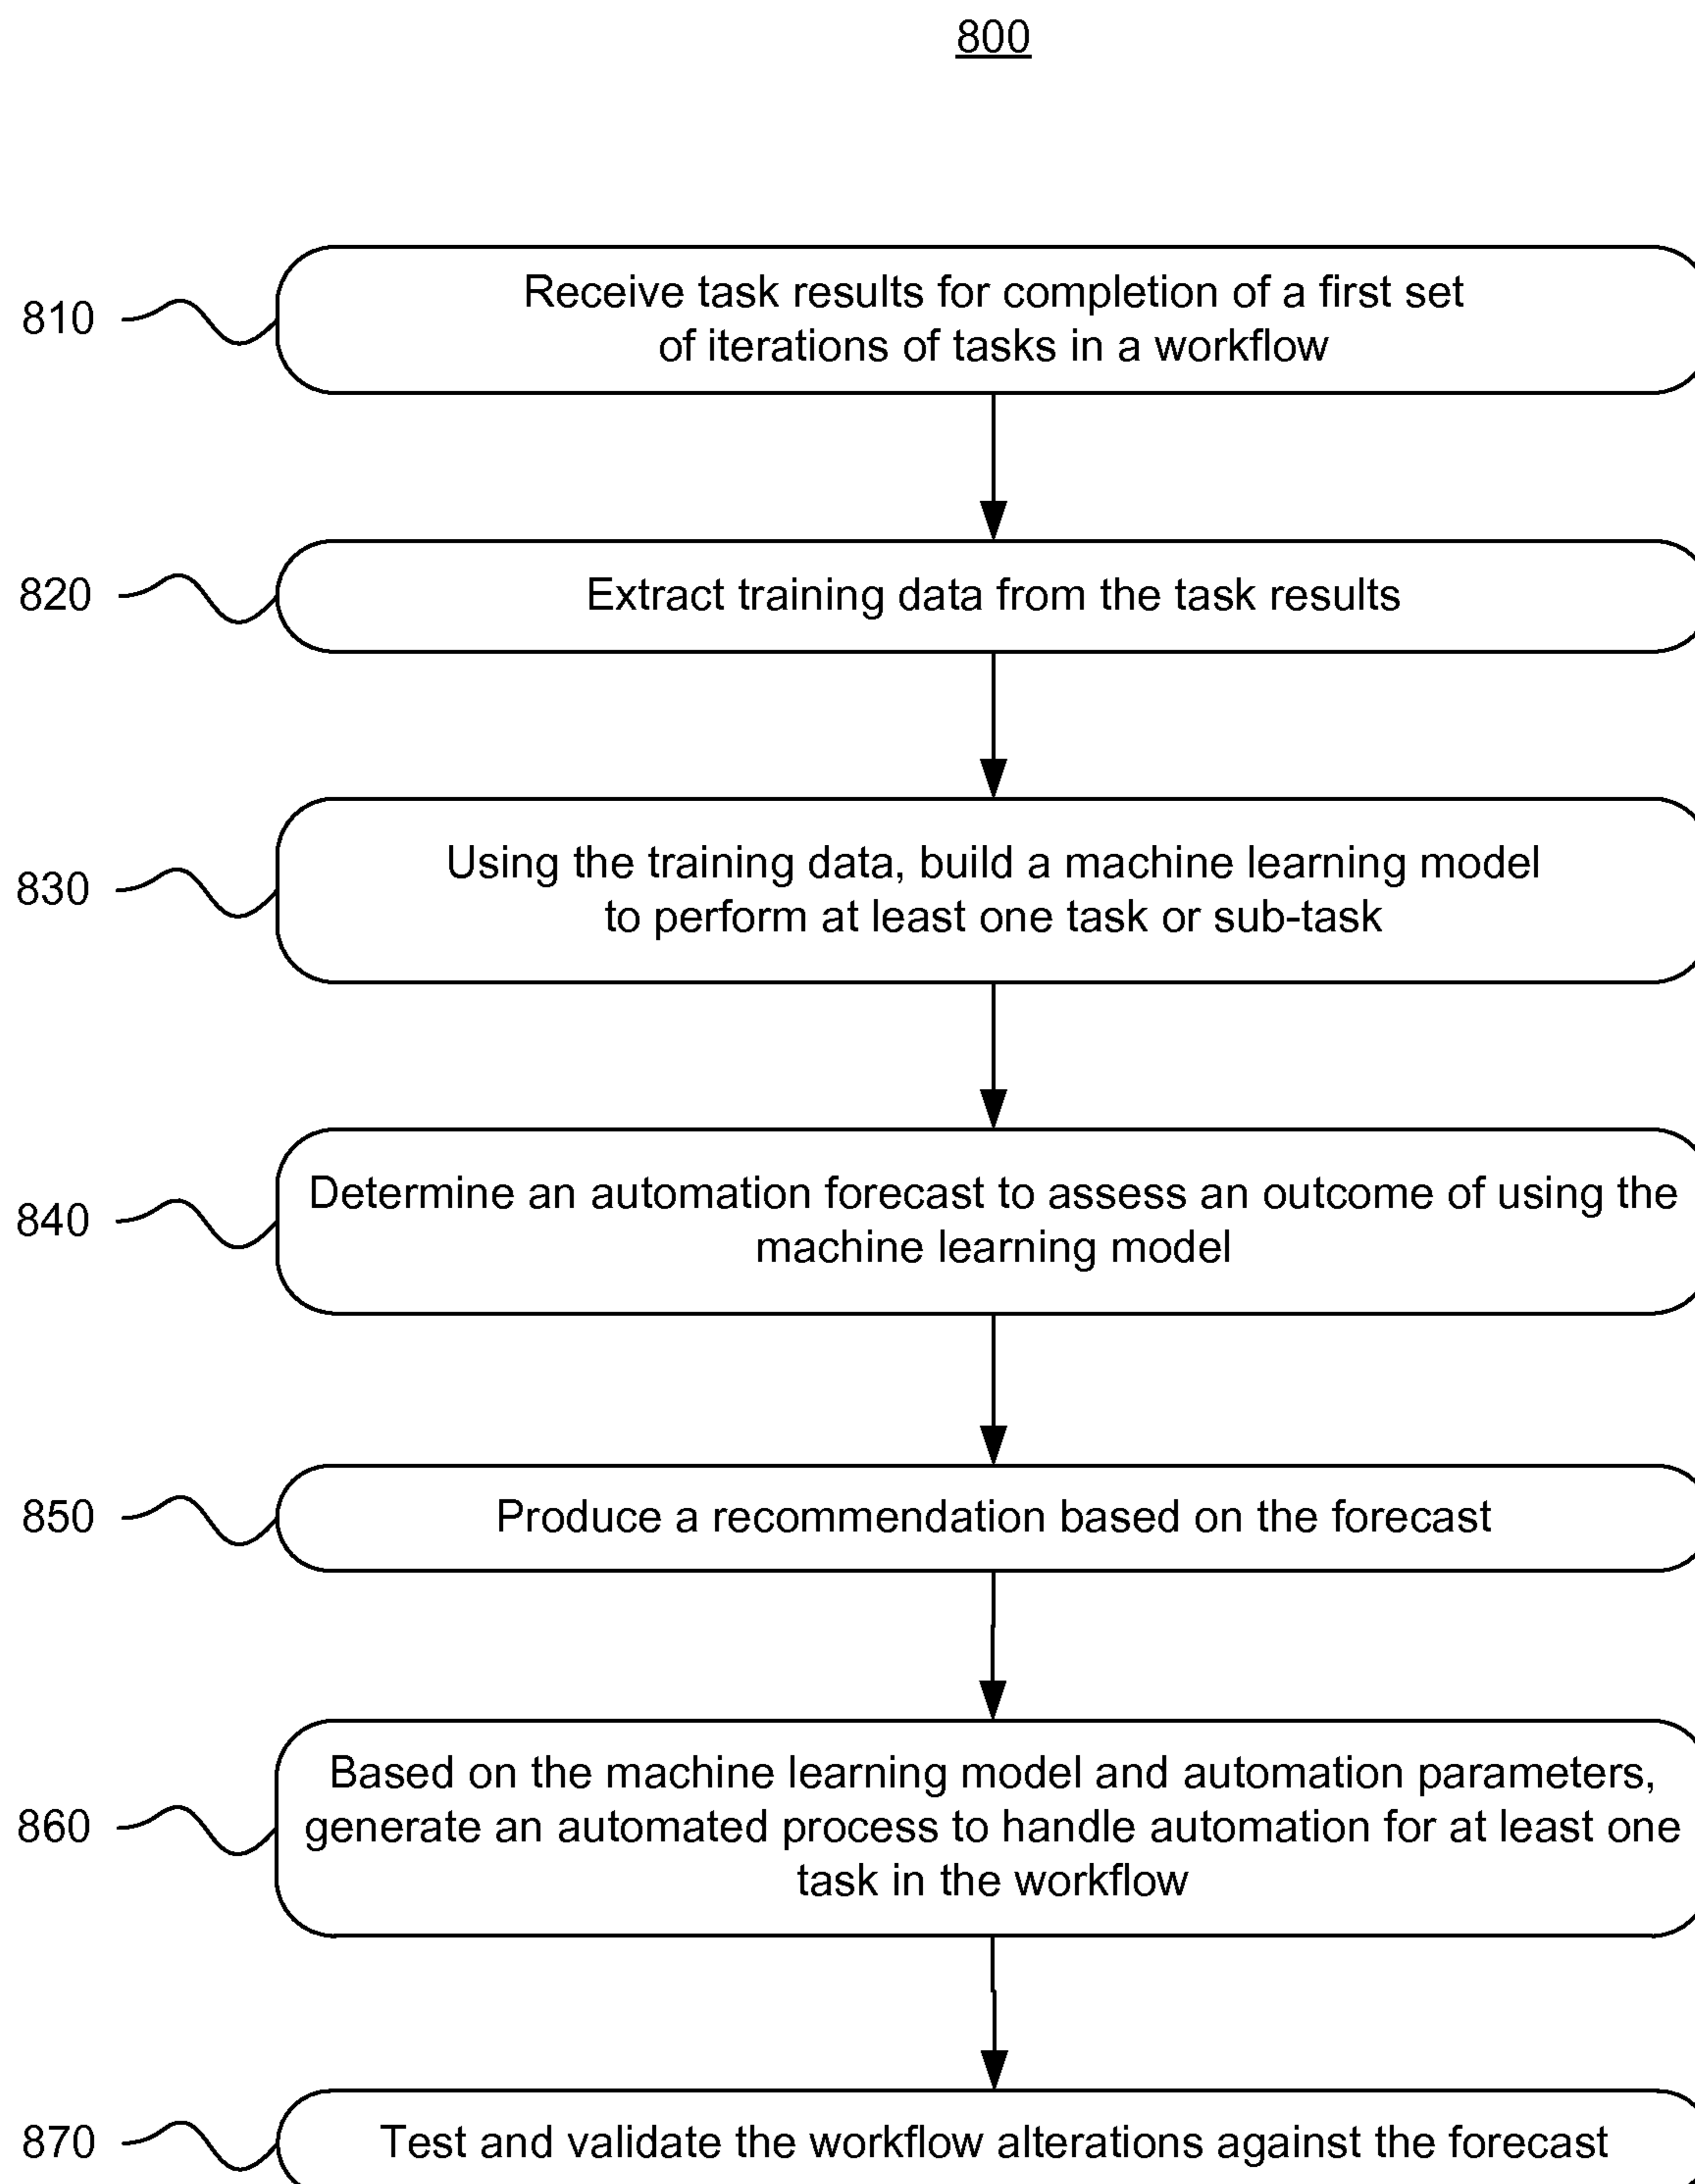 800
810
Receive task results for completion of a first set
of iterations of tasks in a workflow
820
Extract training data from the task results
830
Using the training data, build a machine learning model
to perform at least one task or sub-task
840
Determine an automation forecast to assess an outcome of using the
machine learning model
850
Produce a recommendation based on the forecast
860
Based on the machine learning model and automation parameters,
generate an automated process to handle automation for at least one
task in the workflow
870
Test and validate the workflow alterations against the forecast